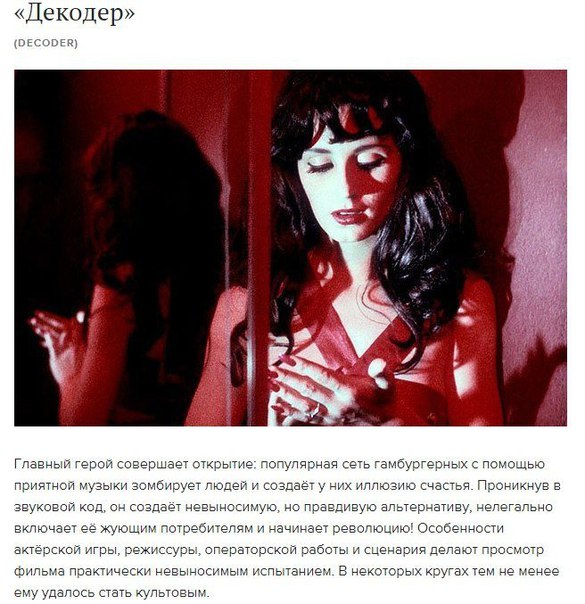 «Декодер»
(DECODER)
Главный герой совершает открытие: популярная сеть гамбургерных с помощью
приятной музыки зомбирует людей и создаёт у них иллюзию счастья. Проникнув в
звуковой код, он создаёт невыносимую, но правдивую альтернативу, нелегально
включает её жующим потребителям и начинает революцию! Особенности
актёрской игры, режиссуры, операторской работы и сценария делают просмотр
фильма практически невыносимым испытанием. В некоторых кругах тем не менее
ему удалось стать культовым.